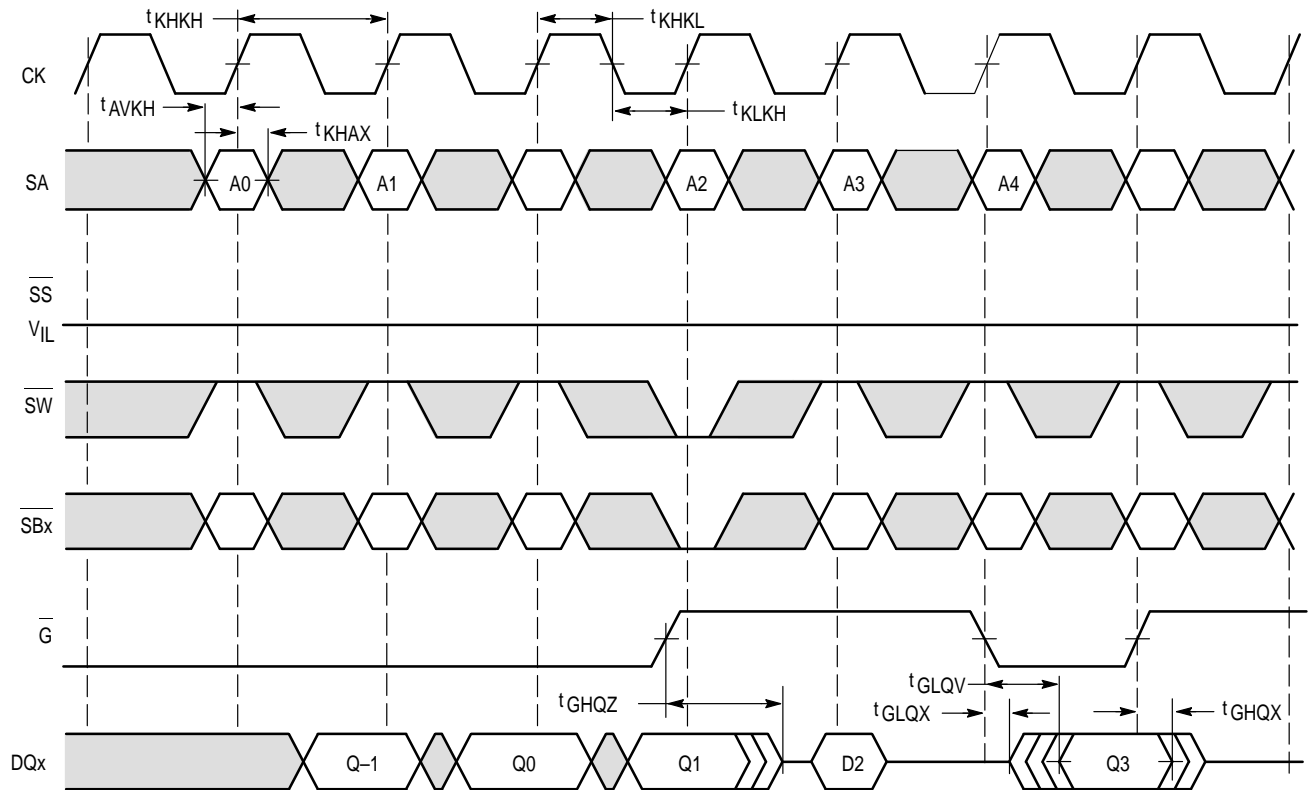 tKHKH
tKHKL
CK
tAVKH
tKLKH
tKHAX
SA
A0
A1
A2
A3
A4
SS
VIL
SW
SBx
G
tGLQV
tGHQZ
tGLQX
tGHQX
DQx
Q–1
Q0
Q1
D2
Q3